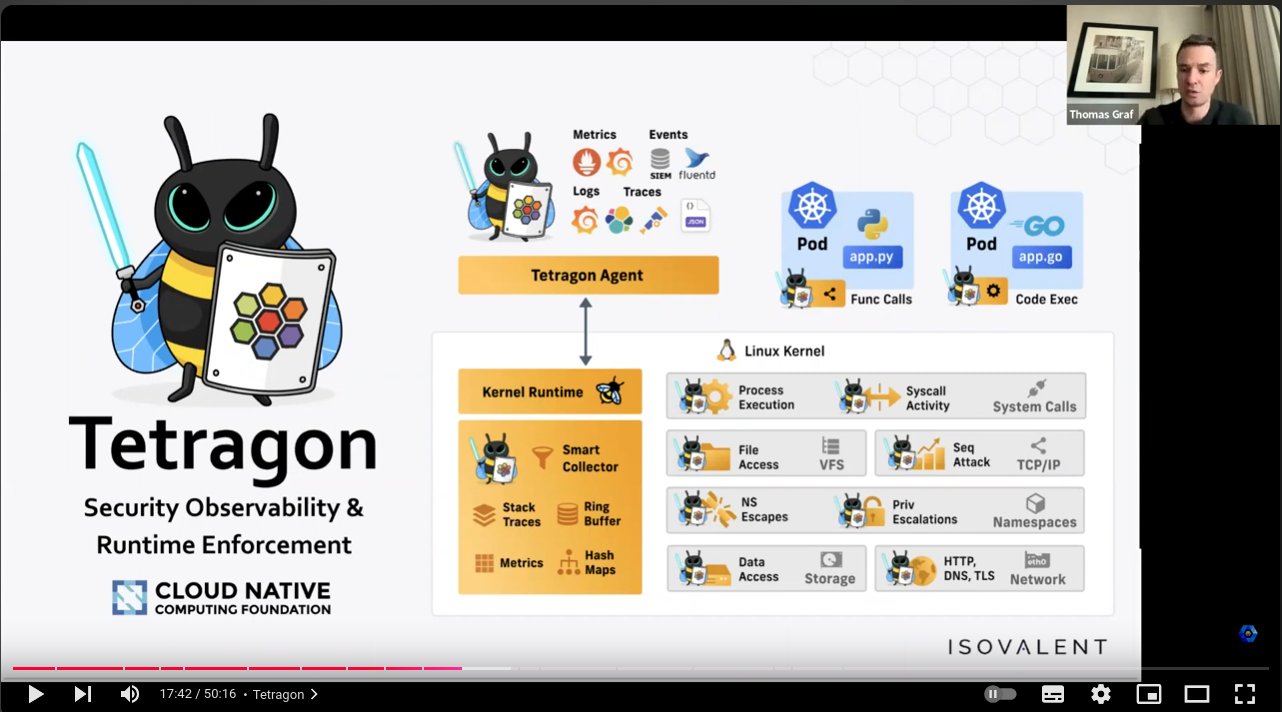 Thomas Graf
Tetragon
Security Observability &
Runtime Enforcement
CLOUD NATIVE
COMPUTING FOUNDATION
Metrics
Events
SIEM
fluentd
Logs
Traces
{}
JSON
Tetragon Agent
Pod
app.py
Func Calls
Pod
GO
app.go
Code Exec
Linux Kernel
Kernel Runtime
Smart
Collector
Stack
Traces
Ring
Buffer
Metrics
Hash
Maps
Process
Execution
Syscall
Activity
System Calls
File
Access
VFS
Seq
Attack
TCP/IP
NS
Escapes
Priv
Escalations
Namespaces
Data
Access
Storage
HTTP,
DNS, TLS
eth0
Network
ISOVALENT
17:42 / 50:16 • Tetragon